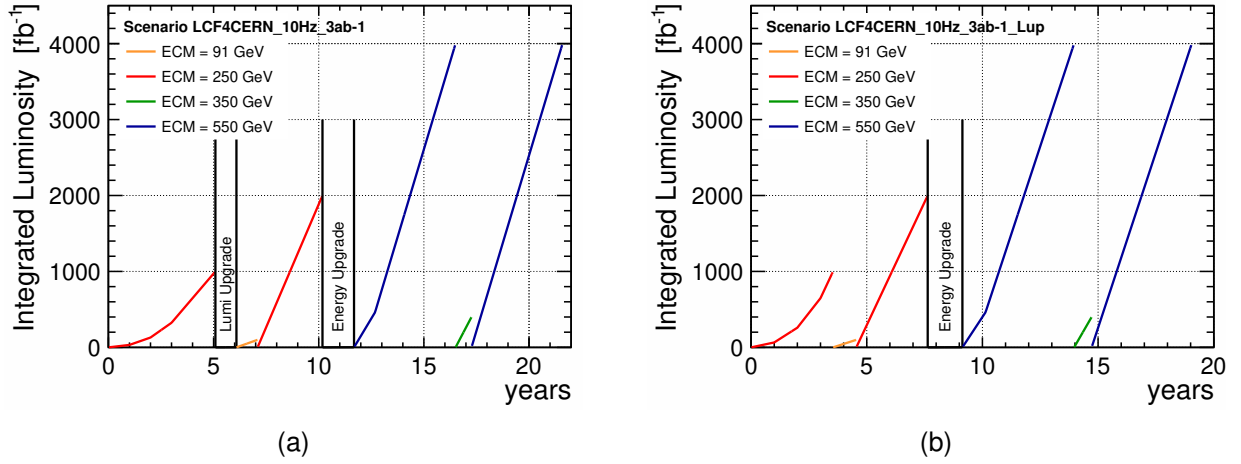 Integrated Luminosity [fb-1]
Scenario LCF4CERN_10Hz_3ab-1
ECM = 91 GeV
ECM = 250 GeV
ECM = 350 GeV
ECM = 550 GeV
4000
3000
2000
1000
0
Lumi Upgrade
Energy Upgrade
0 5 10 15 20
years
(a)
Integrated Luminosity [fb-1]
Scenario LCF4CERN_10Hz_3ab-1_Lup
ECM = 91 GeV
ECM = 250 GeV
ECM = 350 GeV
ECM = 550 GeV
4000
3000
2000
1000
0
Energy Upgrade
0 5 10 15 20
years
(b)